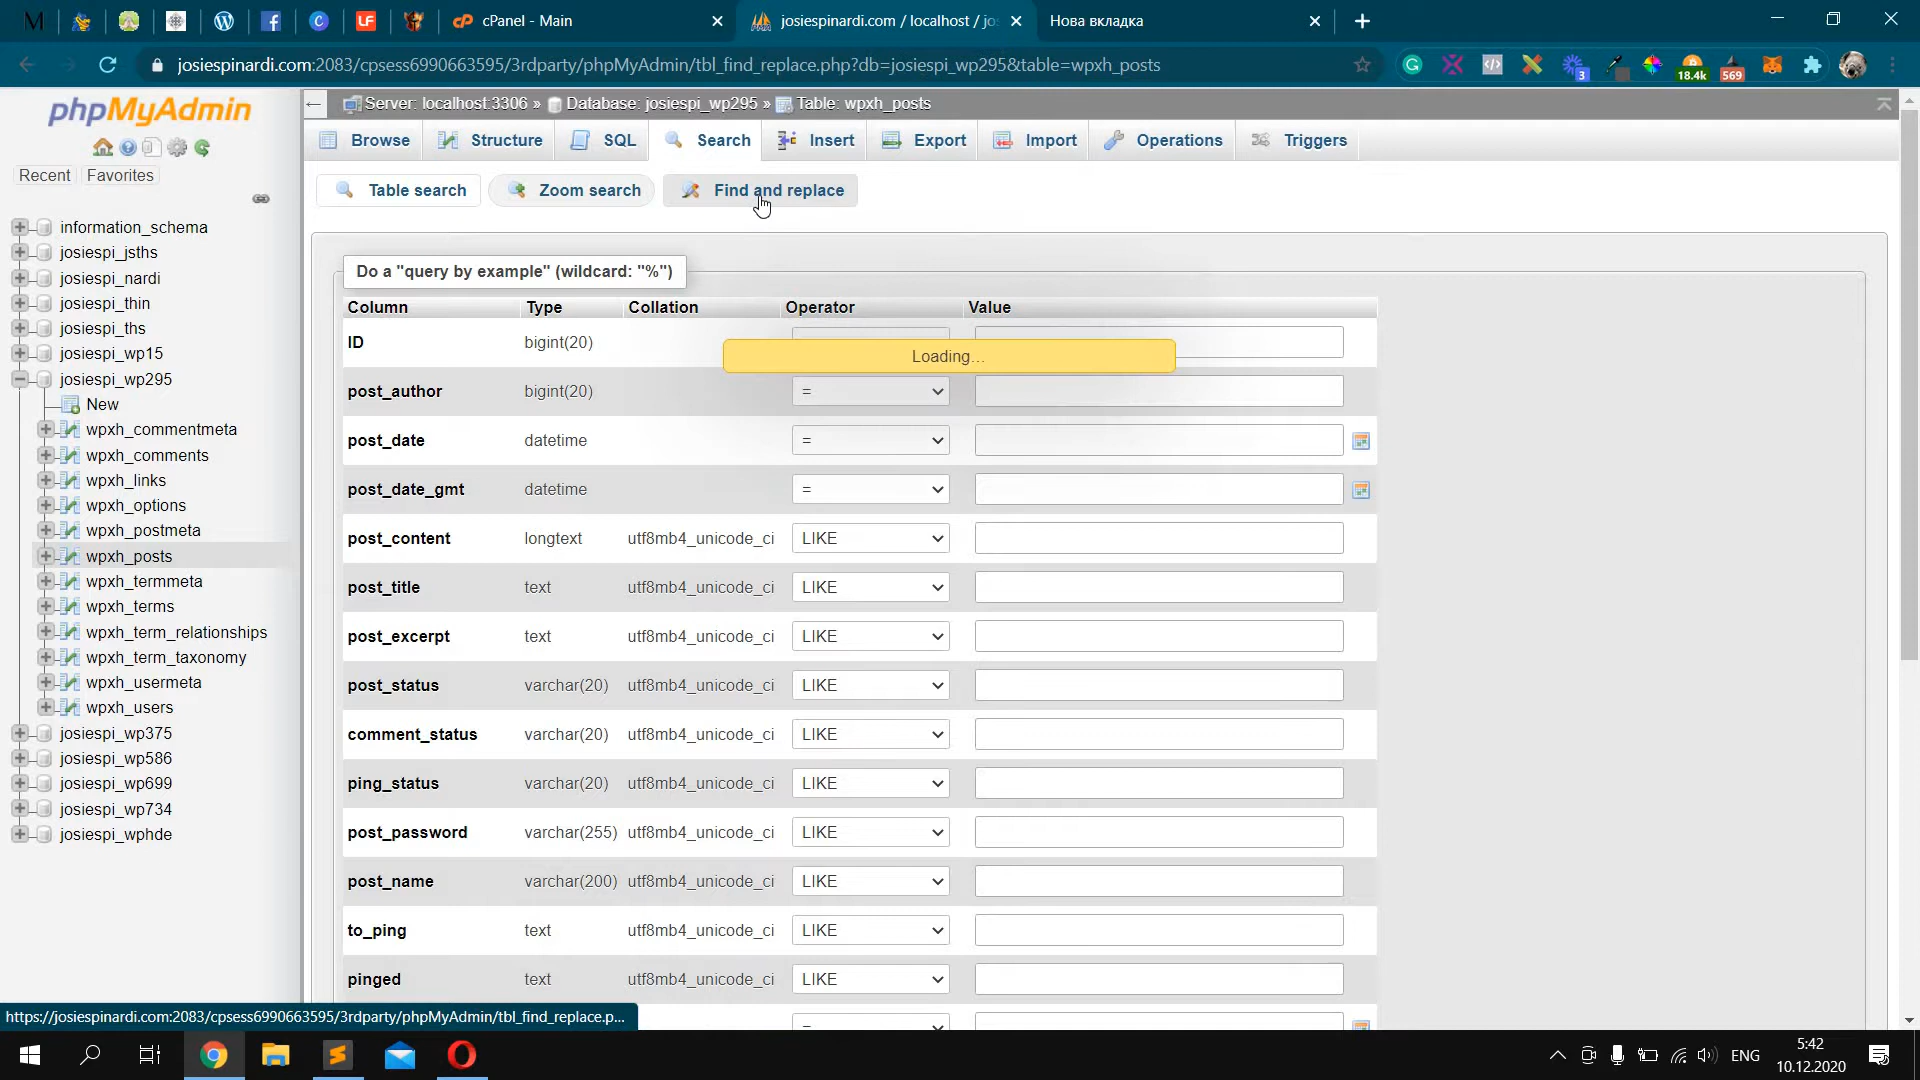 cPanel - Main
josiespinardi.com / localhost / jo
Нова вкладка
josiespinardi.com:2083/cpsess6990663595/3rdparty/phpMyAdmin/tbl_find_replace.php?db=josiespi_wp295&table=wpxh_posts
3
18.4k
569
phpMyAdmin
Recent
Favorites
information_schema
josiespi_jsths
josiespi_nardi
josiespi_thin
josiespi_ths
josiespi_wp15
josiespi_wp295
New
wpxh_commentmeta
wpxh_comments
wpxh_links
wpxh_options
wpxh_postmeta
wpxh_posts
wpxh_termmeta
wpxh_terms
wpxh_term_relationships
wpxh_term_taxonomy
wpxh_usermeta
wpxh_users
josiespi_wp375
josiespi_wp586
josiespi_wp699
josiespi_wp734
josiespi_wphde
Server: localhost:3306 » Database: josiespi_wp295 » Table: wpxh_posts
Browse Structure SQL Search Insert Export Import Operations Triggers
Table search Zoom search Find and replace
Do a "query by example" (wildcard: "%")
Column Type Collation Operator Value
ID bigint(20)
Loading…
post_author bigint(20) =
post_date datetime =
post_date_gmt datetime =
post_content longtext utf8mb4_unicode_ci LIKE
post_title text utf8mb4_unicode_ci LIKE
post_excerpt text utf8mb4_unicode_ci LIKE
post_status varchar(20) utf8mb4_unicode_ci LIKE
comment_status varchar(20) utf8mb4_unicode_ci LIKE
ping_status varchar(20) utf8mb4_unicode_ci LIKE
post_password varchar(255) utf8mb4_unicode_ci LIKE
post_name varchar(200) utf8mb4_unicode_ci LIKE
to_ping text utf8mb4_unicode_ci LIKE
pinged text utf8mb4_unicode_ci LIKE
=
https://josiespinardi.com:2083/cpsess6990663595/3rdparty/phpMyAdmin/tbl_find_replace.p...
ENG
5:42
10.12.2020